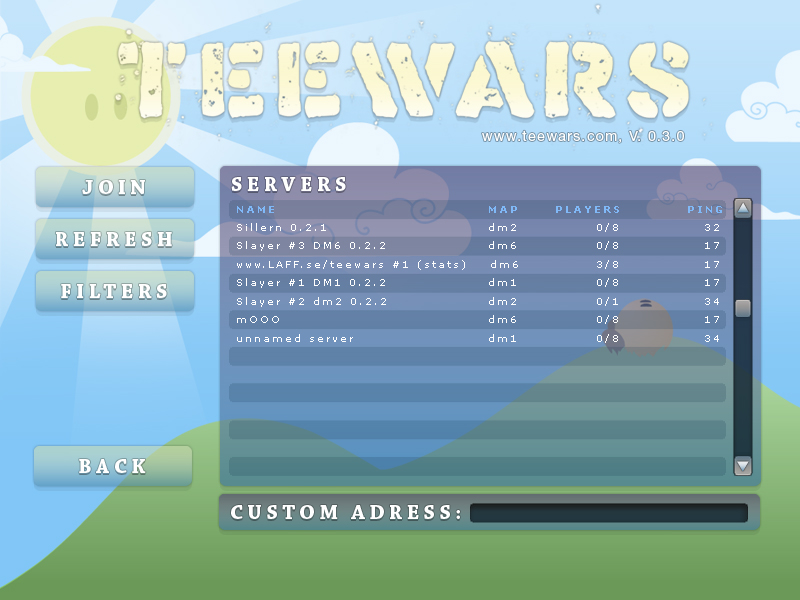 TEEWARS
www.teewars.com, V. 0.3.0
JOIN
REFRESH
FILTERS
BACK
SERVERS
NAME MAP PLAYERS PING
Sillern 0.2.1 dm2 0/8 32
Slayer #3 DM6 0.2.2 dm6 0/8 17
www.LAFF.se/teewars #1 (stats) dm6 3/8 17
Slayer #1 DM1 0.2.2 dm1 0/8 17
Slayer #2 dm2 0.2.2 dm2 0/1 34
mOOO dm6 0/8 17
unnamed server dm1 0/8 34
CUSTOM ADRESS: